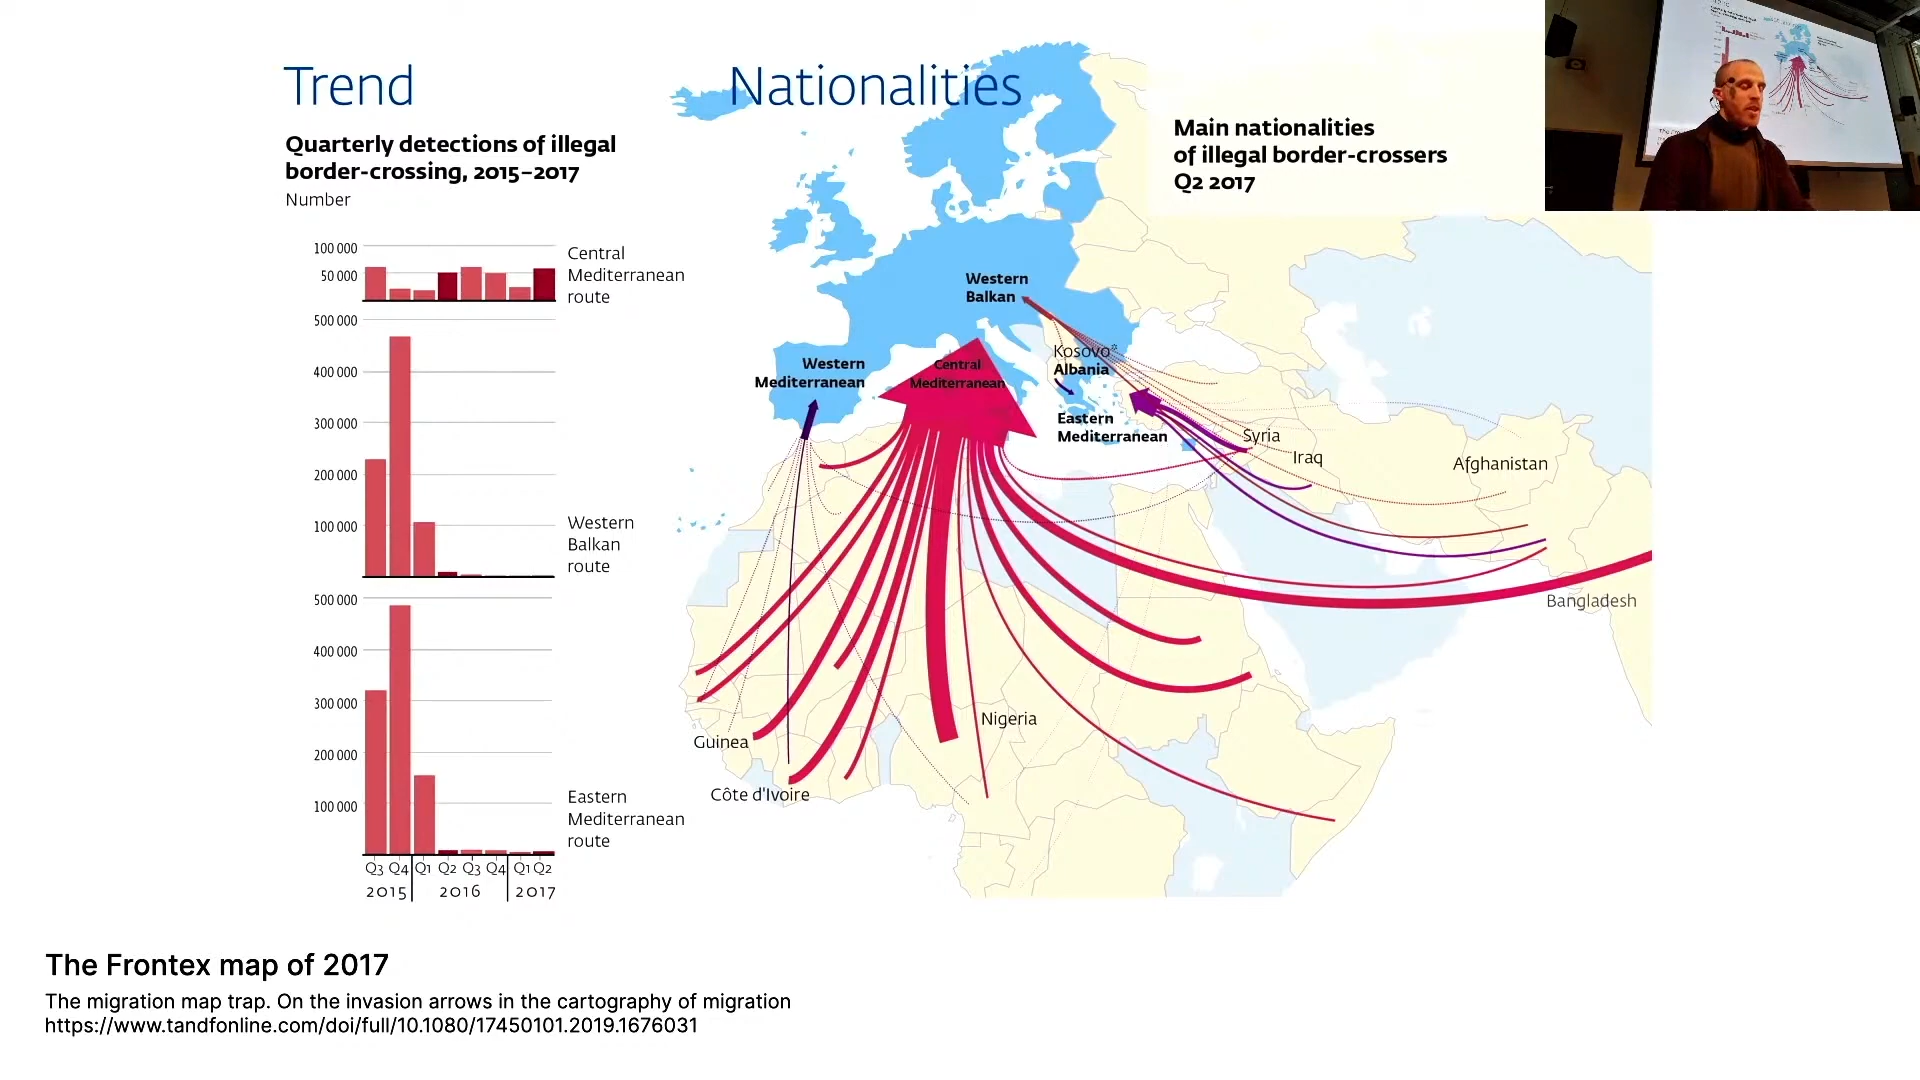 Trend
Quarterly detections of illegal
border-crossing, 2015–2017
Number
100 000
50 000
Central
Mediterranean
route
500 000
400 000
300 000
200 000
100 000
Western
Balkan
route
500 000
400 000
300 000
200 000
100 000
Eastern
Mediterranean
route
Q3 Q4 Q1 Q2 Q3 Q4 Q1 Q2
2015 2016 2017
Nationalities
Main nationalities
of illegal border-crossers
Q2 2017
Western
Balkan
Western
Mediterranean
Central
Mediterranean
Kosovo*
Albania
Eastern
Mediterranean
Syria
Iraq
Afghanistan
Bangladesh
Nigeria
Guinea
Côte d'Ivoire
The Frontex map of 2017
The migration map trap. On the invasion arrows in the cartography of migration
https://www.tandfonline.com/doi/full/10.1080/17450101.2019.1676031